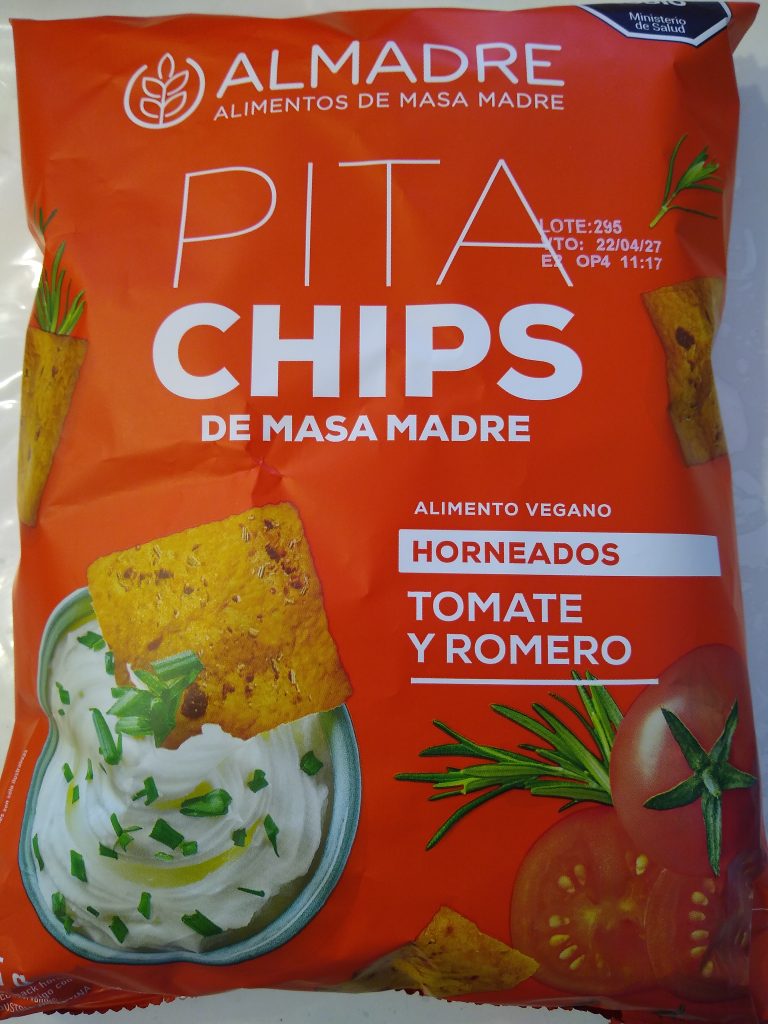 Ministerio
de Salud
ALMADRE
ALIMENTOS DE MASA MADRE
PITA
LOTE:295
VTO: 22/04/27
E2 OP4 11:17
CHIPS
DE MASA MADRE
ALIMENTO VEGANO
HORNEADOS
TOMATE
Y ROMERO